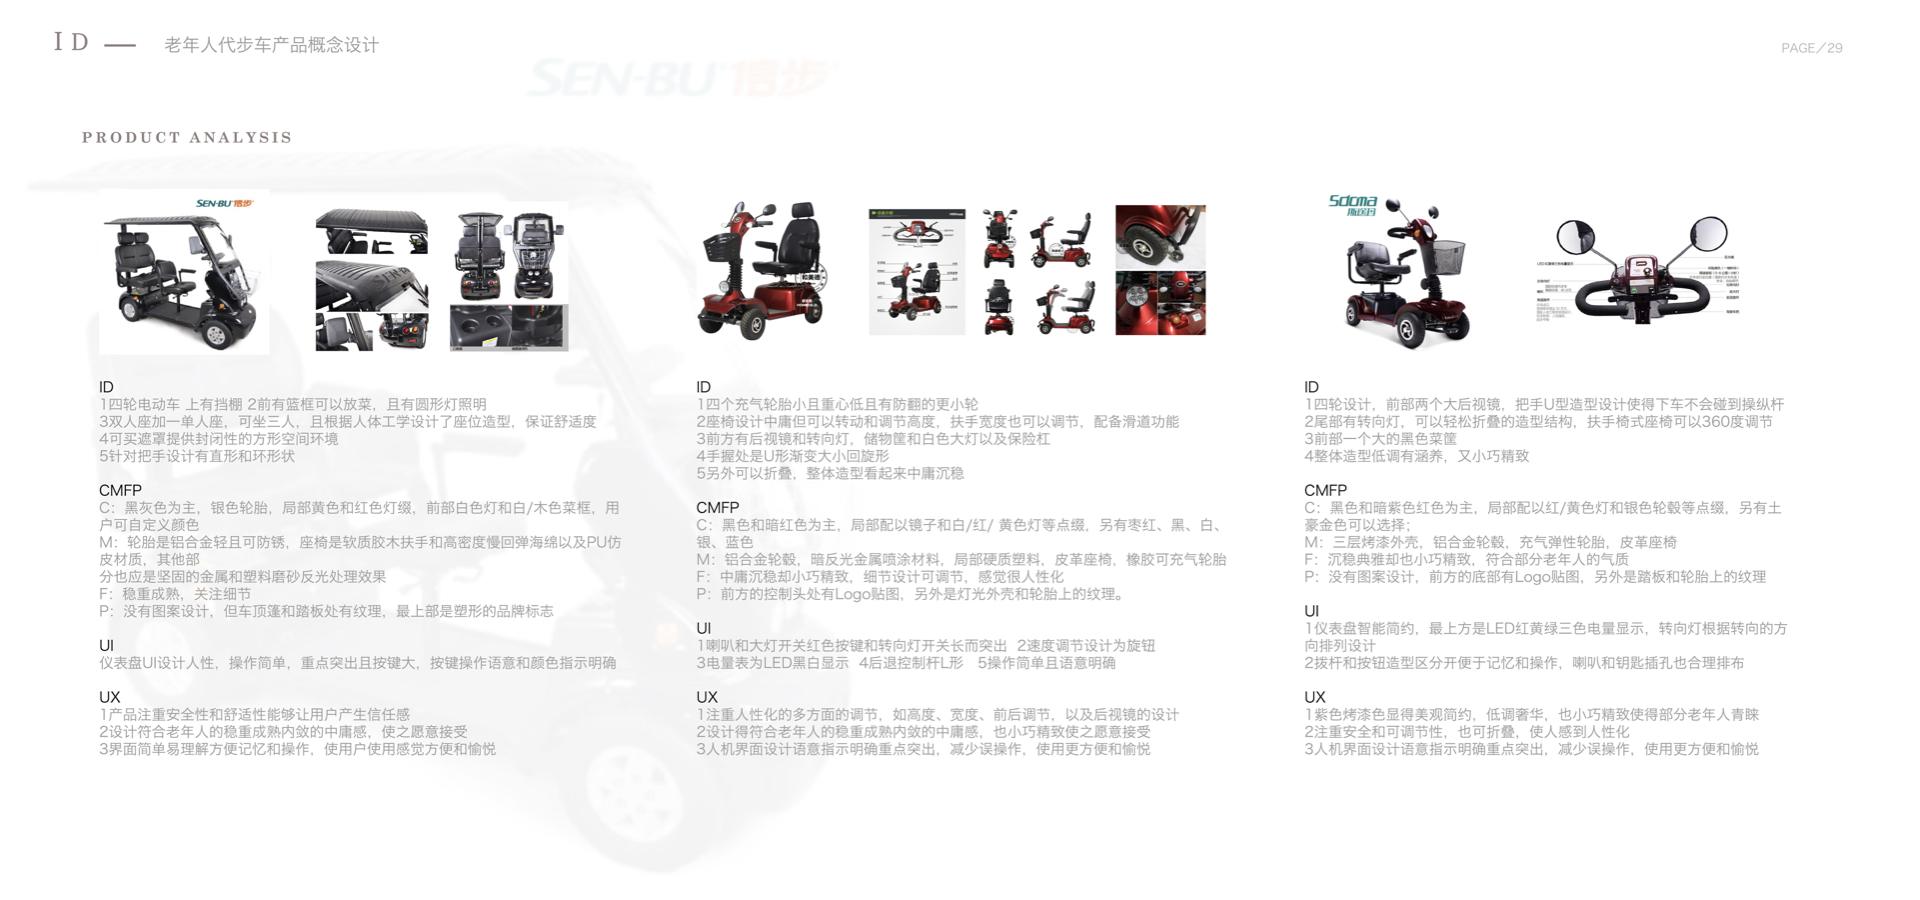 ID — 老年人代步车产品概念设计
PAGE／29
SEN-BU 信步
PRODUCT ANALYSIS
SEN-BU 信步
ID
1四轮电动车 上有挡棚 2前有篮框可以放菜，且有圆形灯照明
3双人座加一单人座，可坐三人，且根据人体工学设计了座位造型，保证舒适度
4可买遮罩提供封闭性的方形空间环境
5针对把手设计有直形和环形状
CMFP
C：黑灰色为主，银色轮胎，局部黄色和红色灯缀，前部白色灯和白/木色菜框，用
户可自定义颜色
M：轮胎是铝合金轻且可防锈，座椅是软质胶木扶手和高密度慢回弹海绵以及PU仿
皮材质，其他部
分也应是坚固的金属和塑料磨砂反光处理效果
F：稳重成熟，关注细节
P：没有图案设计，但车顶篷和踏板处有纹理，最上部是塑形的品牌标志
UI
仪表盘UI设计人性，操作简单，重点突出且按键大，按键操作语意和颜色指示明确
UX
1产品注重安全性和舒适性能够让用户产生信任感
2设计符合老年人的稳重成熟内敛的中庸感，使之愿意接受
3界面简单易理解方便记忆和操作，使用户使用感觉方便和愉悦
和美德
ID
1四个充气轮胎小且重心低且有防翻的更小轮
2座椅设计中庸但可以转动和调节高度，扶手宽度也可以调节，配备滑道功能
3前方有后视镜和转向灯，储物筐和白色大灯以及保险杠
4手握处是U形渐变大小回旋形
5另外可以折叠，整体造型看起来中庸沉稳
CMFP
C：黑色和暗红色为主，局部配以镜子和白/红/ 黄色灯等点缀，另有枣红、黑、白、
银、蓝色
M：铝合金轮毂，暗反光金属喷涂材料，局部硬质塑料，皮革座椅，橡胶可充气轮胎
F：中庸沉稳却小巧精致，细节设计可调节，感觉很人性化
P：前方的控制头处有Logo贴图，另外是灯光外壳和轮胎上的纹理。
UI
1喇叭和大灯开关红色按键和转向灯开关长而突出 2速度调节设计为旋钮
3电量表为LED黑白显示 4后退控制杆L形 5操作简单且语意明确
UX
1注重人性化的多方面的调节，如高度、宽度、前后调节，以及后视镜的设计
2设计得符合老年人的稳重成熟内敛的中庸感，也小巧精致使之愿意接受
3人机界面设计语意指示明确重点突出，减少误操作，使用更方便和愉悦
Sdoma
斯途玛
ID
1四轮设计，前部两个大后视镜，把手U型造型设计使得下车不会碰到操纵杆
2尾部有转向灯，可以轻松折叠的造型结构，扶手椅式座椅可以360度调节
3前部一个大的黑色菜筐
4整体造型低调有涵养，又小巧精致
CMFP
C：黑色和暗紫色红色为主，局部配以红/黄色灯和银色轮毂等点缀，另有土
豪金色可以选择；
M：三层烤漆外壳，铝合金轮毂，充气弹性轮胎，皮革座椅
F：沉稳典雅却也小巧精致，符合部分老年人的气质
P：没有图案设计，前方的底部有Logo贴图，另外是踏板和轮胎上的纹理
UI
1仪表盘智能简约，最上方是LED红黄绿三色电量显示，转向灯根据转向的方
向排列设计
2拨杆和按钮造型区分开便于记忆和操作，喇叭和钥匙插孔也合理排布
UX
1紫色烤漆色显得美观简约，低调奢华，也小巧精致使得部分老年人青睐
2注重安全和可调节性，也可折叠，使人感到人性化
3人机界面设计语意指示明确重点突出，减少误操作，使用更方便和愉悦